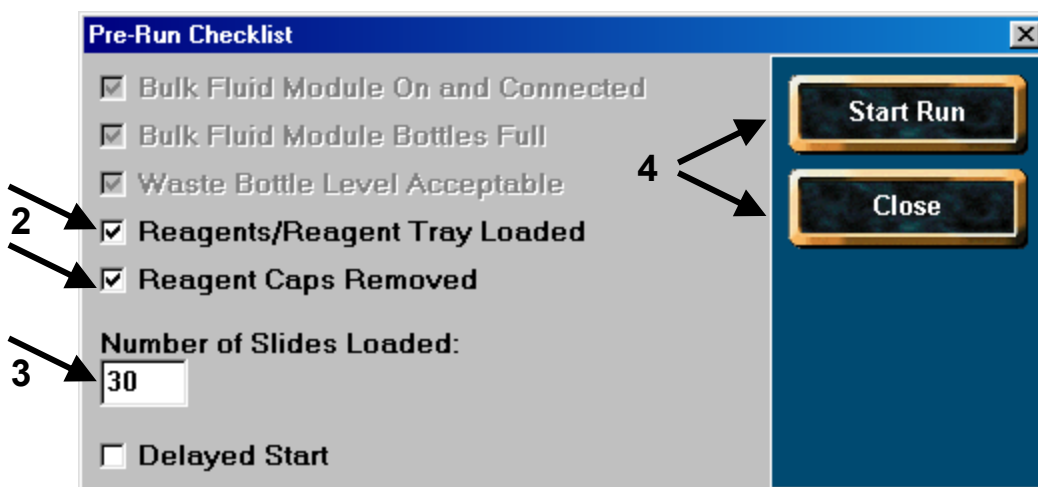 Pre-Run Checklist
Bulk Fluid Module On and Connected
Bulk Fluid Module Bottles Full
Waste Bottle Level Acceptable
2
Reagents/Reagent Tray Loaded
Reagent Caps Removed
Number of Slides Loaded:
3
30
Delayed Start
4
Start Run
Close